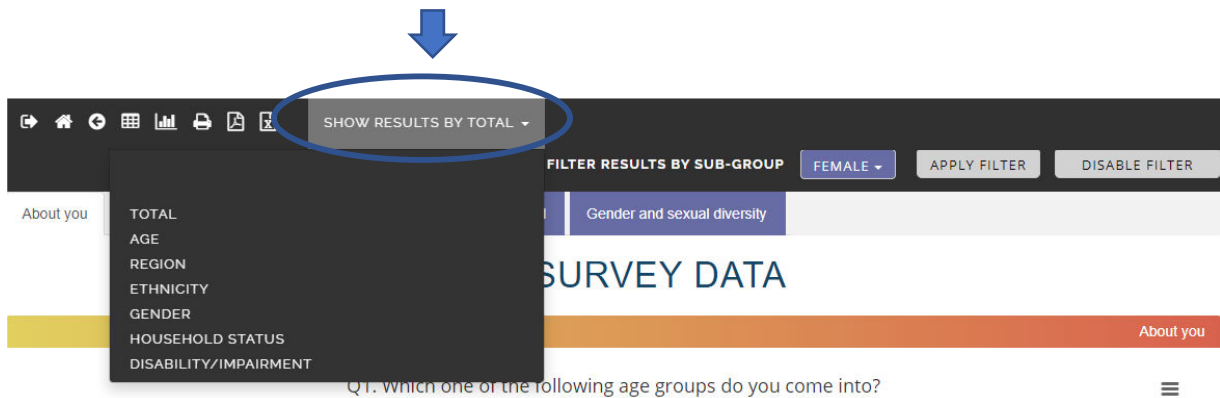 SHOW RESULTS BY TOTAL
FILTER RESULTS BY SUB-GROUP FEMALE APPLY FILTER DISABLE FILTER
About you Gender and sexual diversity
TOTAL
AGE
REGION
ETHNICITY
GENDER
HOUSEHOLD STATUS
DISABILITY/IMPAIRMENT
SURVEY DATA
About you
Q1. Which one of the following age groups do you come into?